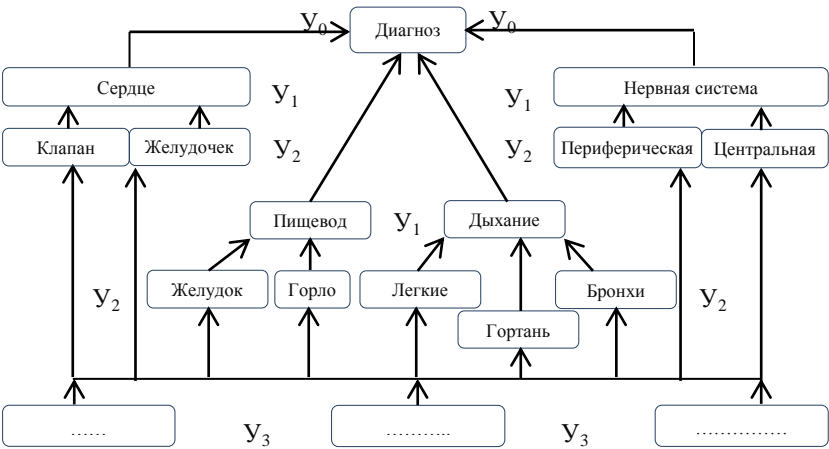 У0 Диагноз У0
Сердце У1 У1 Нервная система
Клапан Желудочек У2 У2 Периферическая Центральная
Пищевод У1 Дыхание
У2 Желудок Горло Легкие Бронхи У2
Гортань
…… ……….. ……………
У3 У3